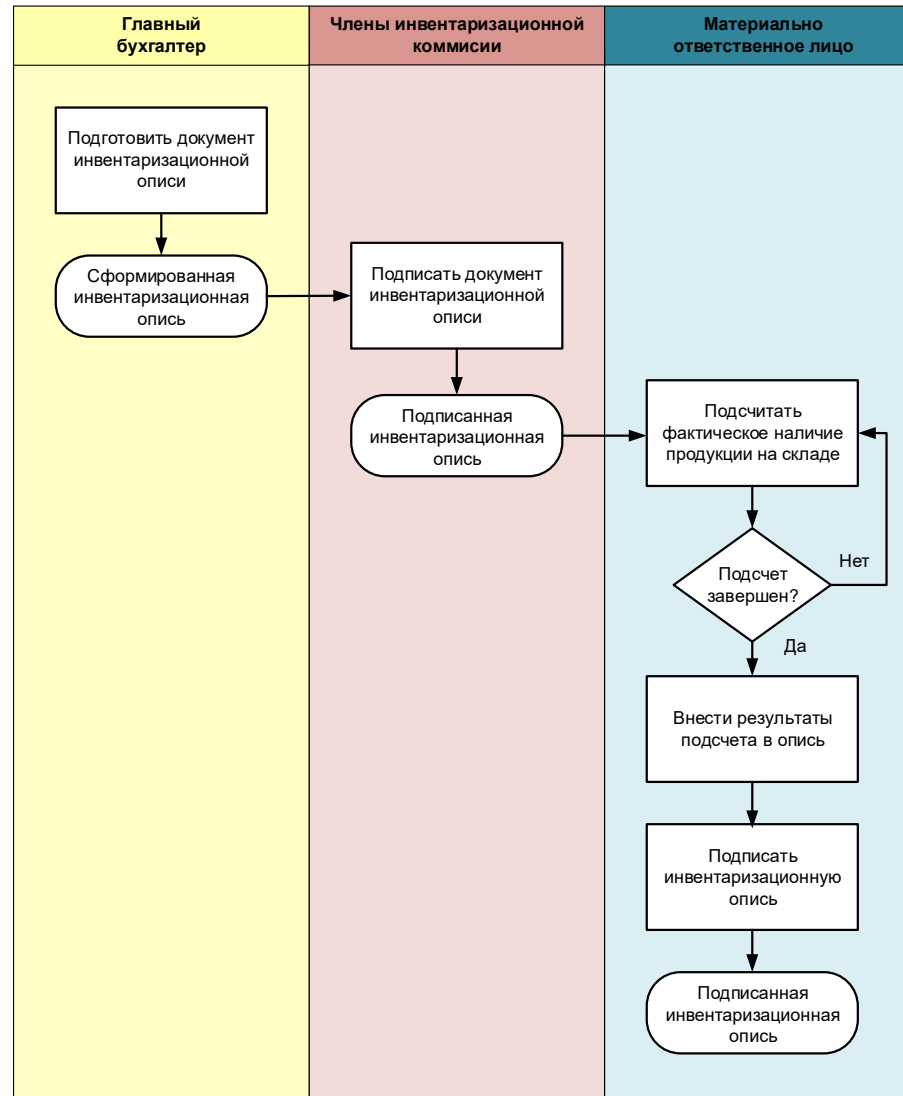 Главный
бухгалтер
Члены инвентаризационной
коммисии
Материально
ответственное лицо
Подготовить документ
инвентаризационной
описи
Сформированная
инвентаризационная
опись
Подписать документ
инвентаризационной
описи
Подписанная
инвентаризационная
опись
Подсчитать
фактическое наличие
продукции на складе
Подсчет
завершен?
Нет
Да
Внести результаты
подсчета в опись
Подписать
инвентаризационную
опись
Подписанная
инвентаризационная
опись